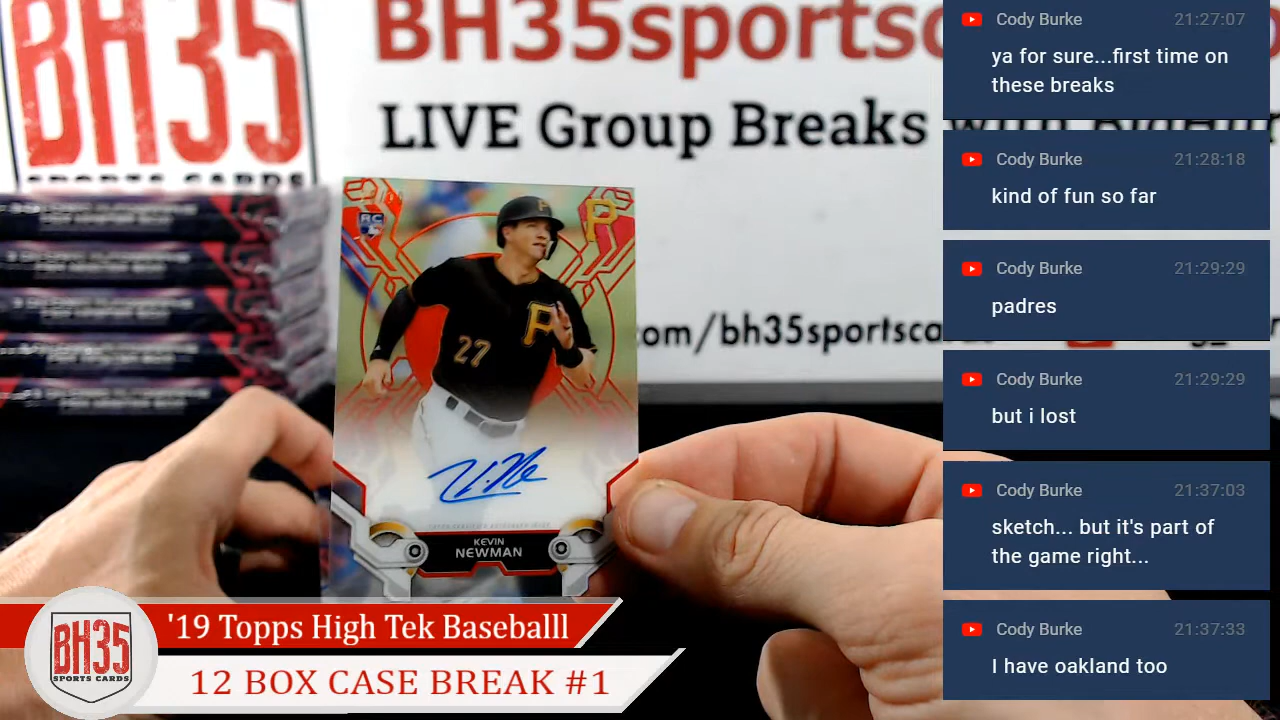 BH35
SPORTS CARDS
BH35sportsc
LIVE Group Breaks with
com/bh35sportsca
RC
P
P
27
KEVIN
NEWMAN
BH35
SPORTS CARDS
'19 Topps High Tek Baseballl
12 BOX CASE BREAK #1
Cody Burke 21:27:07
ya for sure...first time on
these breaks
Cody Burke 21:28:18
kind of fun so far
Cody Burke 21:29:29
padres
Cody Burke 21:29:29
but i lost
Cody Burke 21:37:03
sketch... but it's part of
the game right...
Cody Burke 21:37:33
I have oakland too